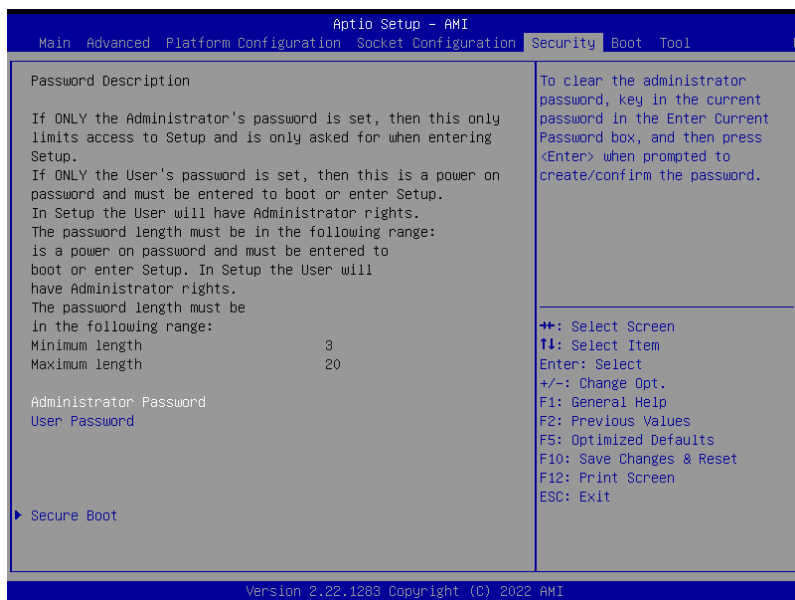 Aptio Setup - AMI
Main Advanced Platform Configuration Socket Configuration Security Boot Tool
Password Description
If ONLY the Administrator's password is set, then this only
limits access to Setup and is only asked for when entering
Setup.
If ONLY the User's password is set, then this is a power on
password and must be entered to boot or enter Setup.
In Setup the User will have Administrator rights.
The password length must be in the following range:
is a power on password and must be entered to
boot or enter Setup. In Setup the User will
have Administrator rights.
The password length must be
in the following range:
Minimum length 3
Maximum length 20
Administrator Password
User Password
Secure Boot
To clear the administrator
password, key in the current
password in the Enter Current
Password box, and then press
<Enter> when prompted to
create/confirm the password.
→←: Select Screen
↑↓: Select Item
Enter: Select
+/-: Change Opt.
F1: General Help
F2: Previous Values
F5: Optimized Defaults
F10: Save Changes & Reset
F12: Print Screen
ESC: Exit
Version 2.22.1283 Copyright (C) 2022 AMI